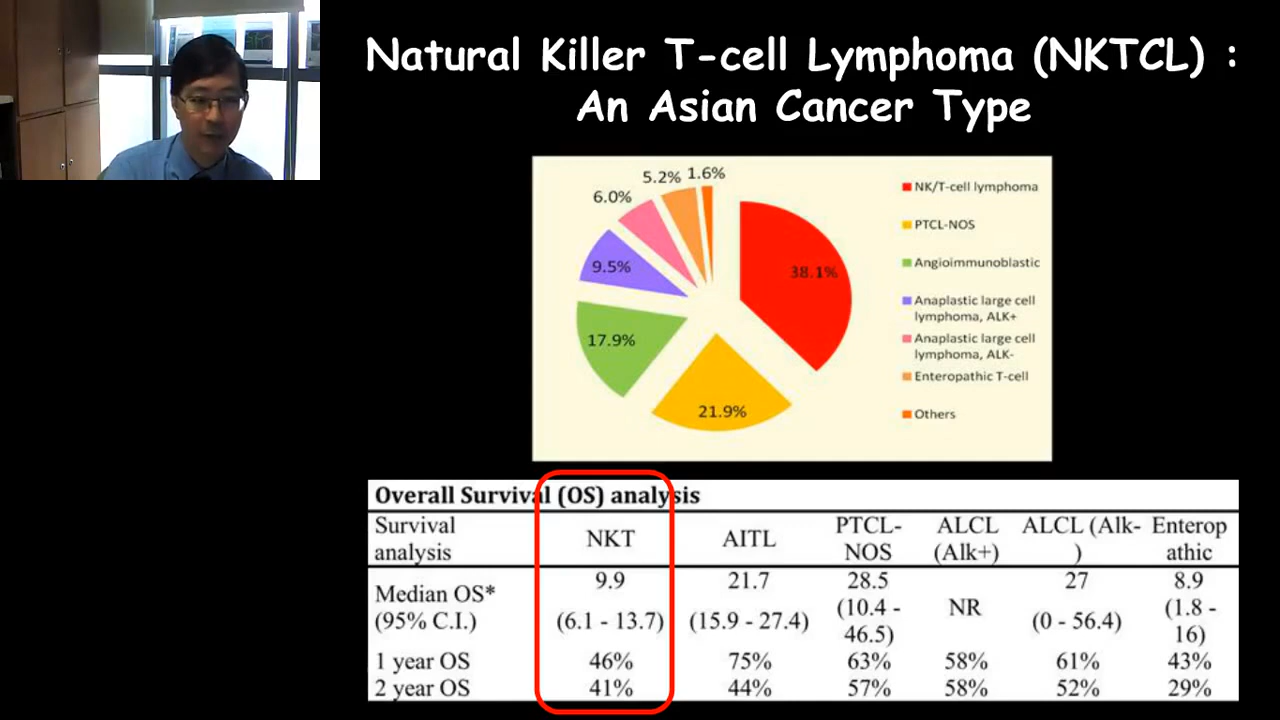 Natural Killer T-cell Lymphoma (NKTCL) :
An Asian Cancer Type
5.2% 1.6%
6.0%
9.5%
38.1%
17.9%
21.9%
NK/T-cell lymphoma
PTCL-NOS
Angioimmunoblastic
Anaplastic large cell
lymphoma, ALK+
Anaplastic large cell
lymphoma, ALK-
Enteropathic T-cell
Others
Overall Survival (OS) analysis
Survival analysis NKT AITL PTCL-NOS ALCL (Alk+) ALCL (Alk-) Enteropathic
Median OS* (95% C.I.) 9.9 (6.1 - 13.7) 21.7 (15.9 - 27.4) 28.5 (10.4 - 46.5) NR 27 (0 - 56.4) 8.9 (1.8 - 16)
1 year OS 46% 75% 63% 58% 61% 43%
2 year OS 41% 44% 57% 58% 52% 29%